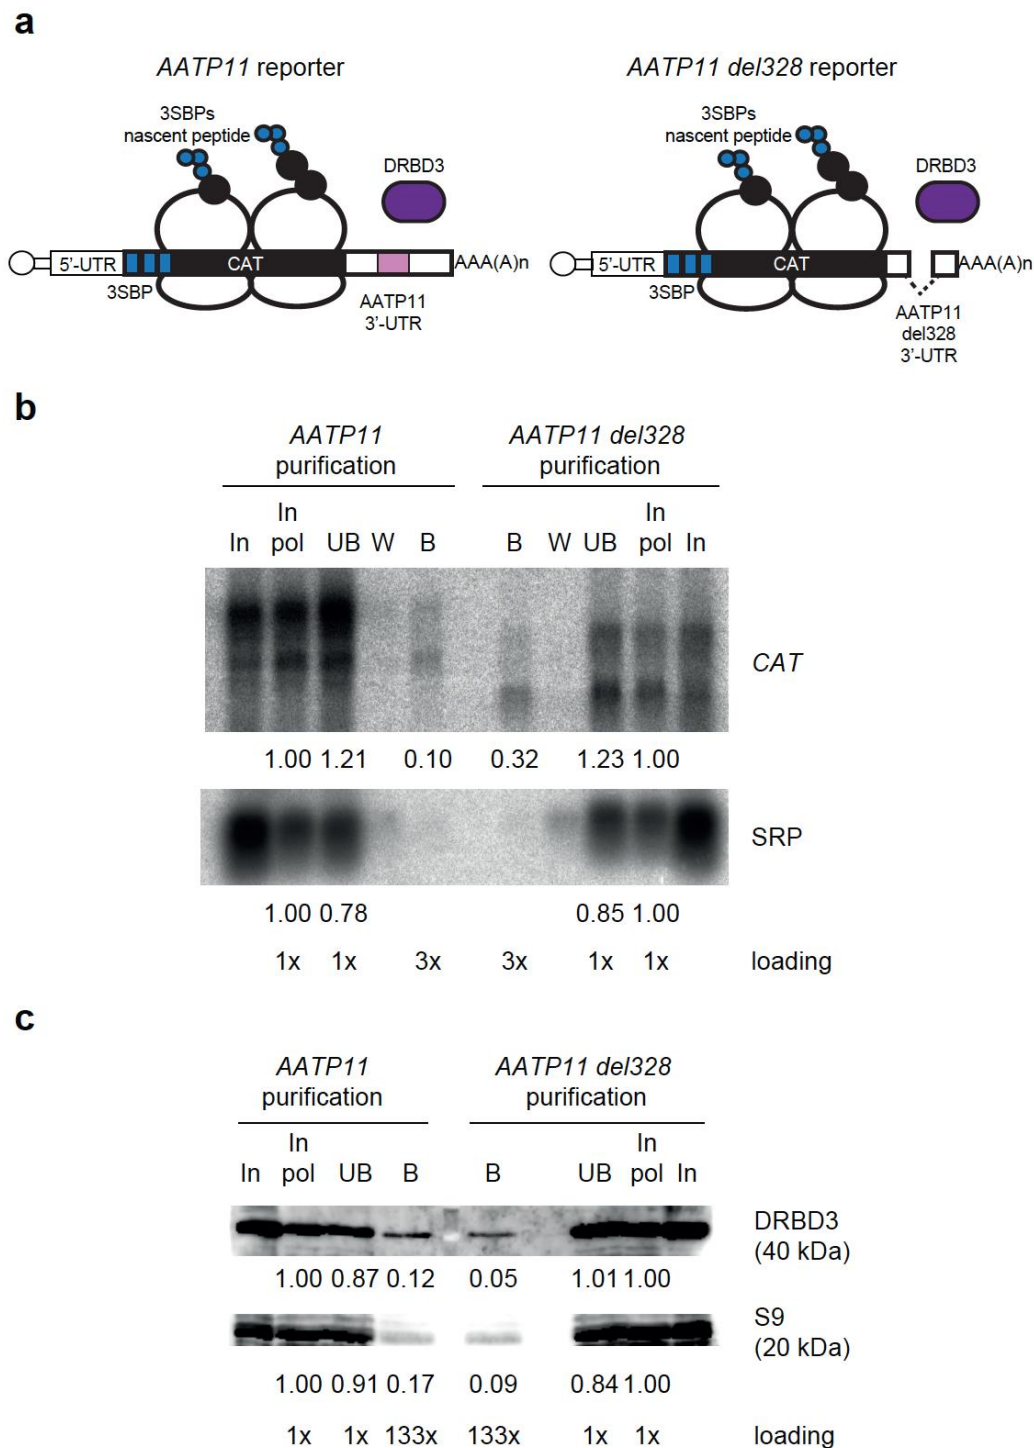 a
AATP11 reporter
3SBPs
nascent peptide
DRBD3
5'-UTR
CAT
AAA(A)n
3SBP
AATP11
3'-UTR
AATP11 del328 reporter
3SBPs
nascent peptide
DRBD3
5'-UTR
CAT
AAA(A)n
3SBP
AATP11
del328
3'-UTR
b
AATP11
purification
AATP11 del328
purification
In
In pol
UB
W
B
B
W
UB
In pol
In
CAT
1.00 1.21 0.10 0.32 1.23 1.00
SRP
1.00 0.78 0.85 1.00
1x 1x 3x 3x 1x 1x loading
c
AATP11
purification
AATP11 del328
purification
In
In pol
UB
B
B
UB
In pol
In
DRBD3
(40 kDa)
1.00 0.87 0.12 0.05 1.01 1.00
S9
(20 kDa)
1.00 0.91 0.17 0.09 0.84 1.00
1x 1x 133x 133x 1x 1x loading